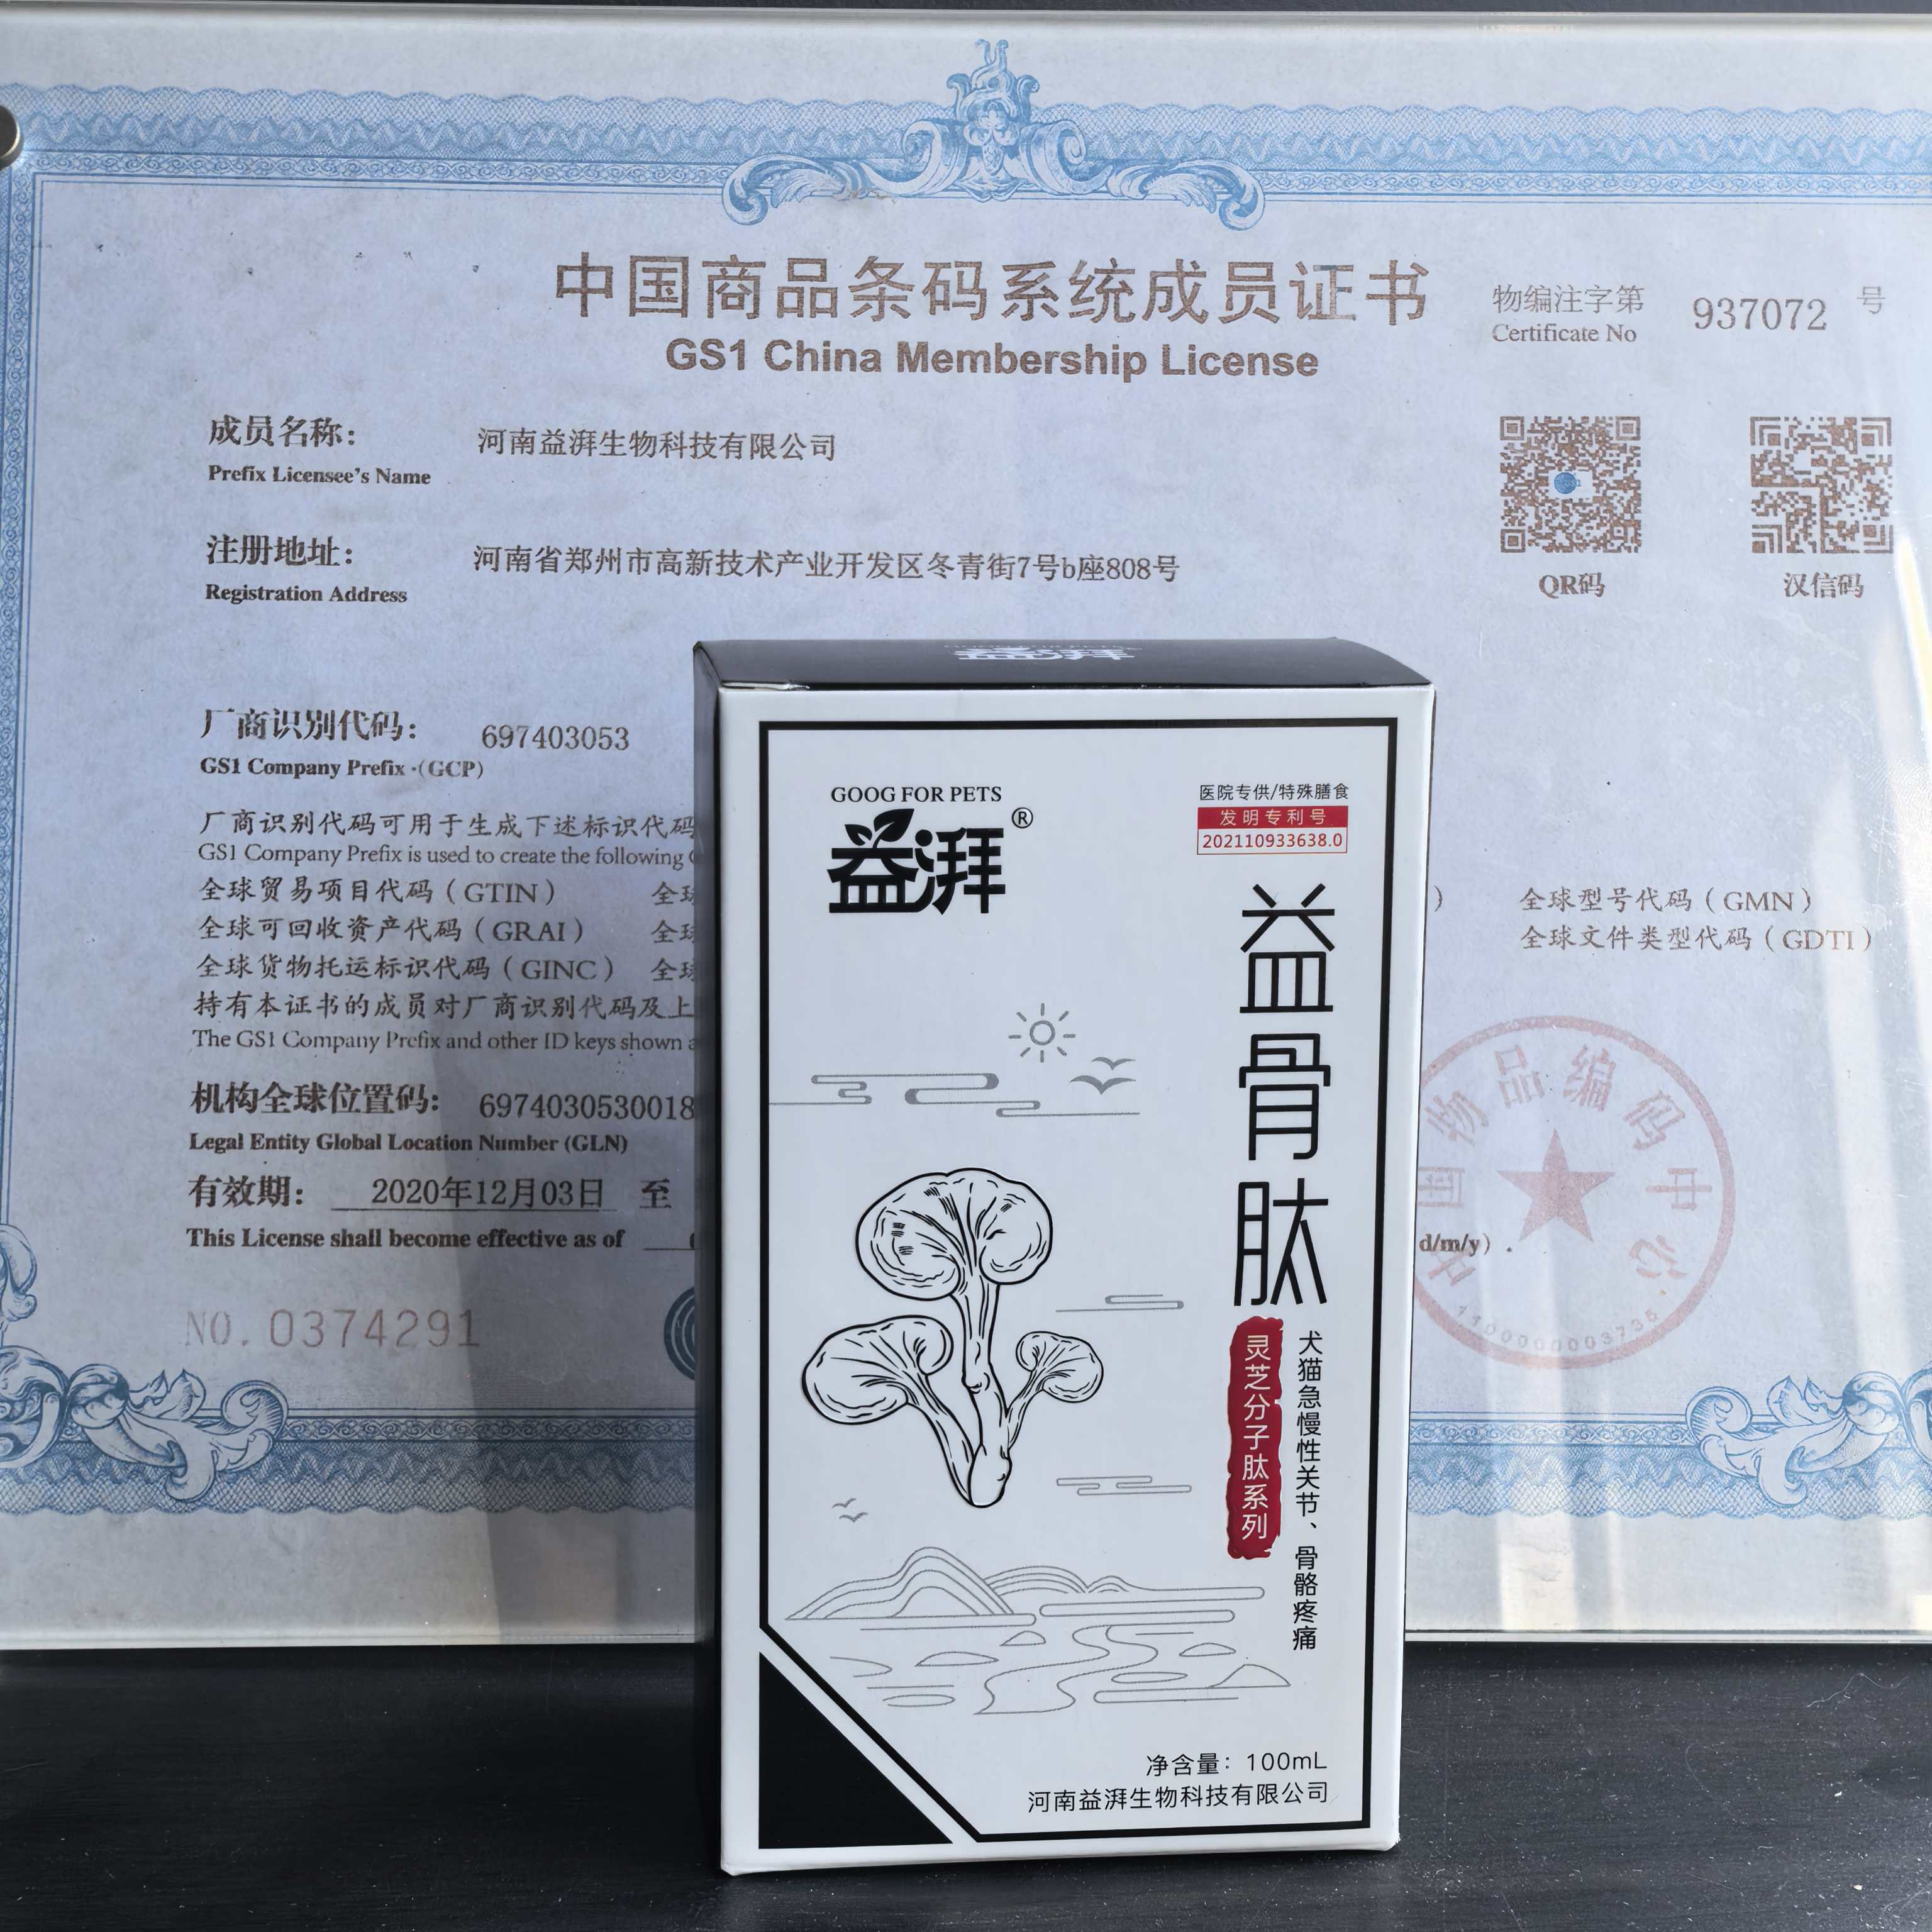 中国商品条码系统成员证书
GS1 China Membership License
物编注字第 937072 号
Certificate No
成员名称: 河南益湃生物科技有限公司
Prefix Licensee's Name
注册地址: 河南省郑州市高新技术产业开发区冬青街7号b座808号
Registration Address
QR码
汉信码
厂商识别代码: 697403053
GS1 Company Prefix (GCP)
厂商识别代码可用于生成下述标识代码
GS1 Company Prefix is used to create the following
全球贸易项目代码（GTIN）
全球可回收资产代码（GRAI）
全球货物托运标识代码（GINC）
全球型号代码（GMN）
全球文件类型代码（GDTI）
持有本证书的成员对厂商识别代码及上
The GS1 Company Prefix and other ID keys shown
机构全球位置码: 6974030530018
Legal Entity Global Location Number (GLN)
有效期: 2020年12月03日 至
This License shall become effective as of
d/m/y).
NO. 0374291
国物品编码中
1100000003735
益湃
GOOG FOR PETS
益湃®
医院专供/特殊膳食
发明专利号
202110933638.0
益骨肽
灵芝分子肽系列
犬猫急慢性关节、骨骼疼痛
净含量: 100mL
河南益湃生物科技有限公司